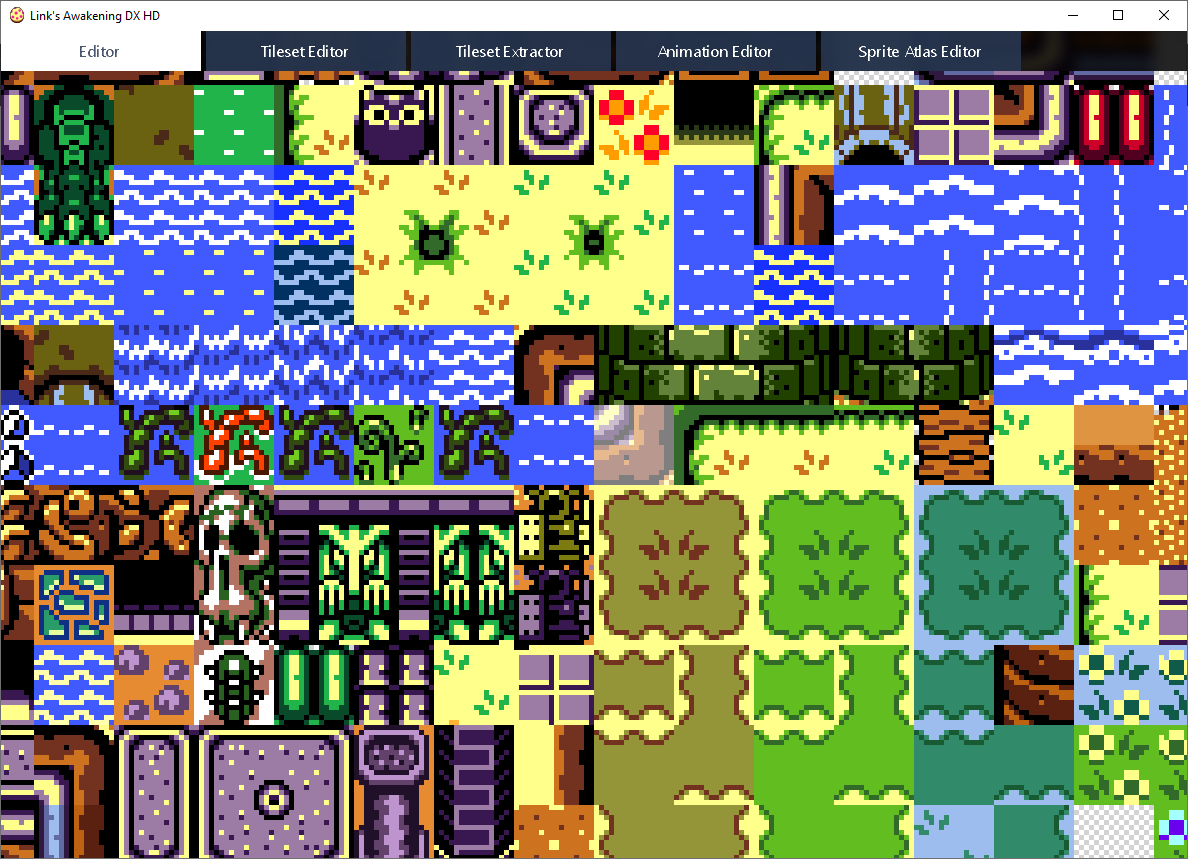 Link's Awakening DX HD
Editor
Tileset Editor
Tileset Extractor
Animation Editor
Sprite Atlas Editor